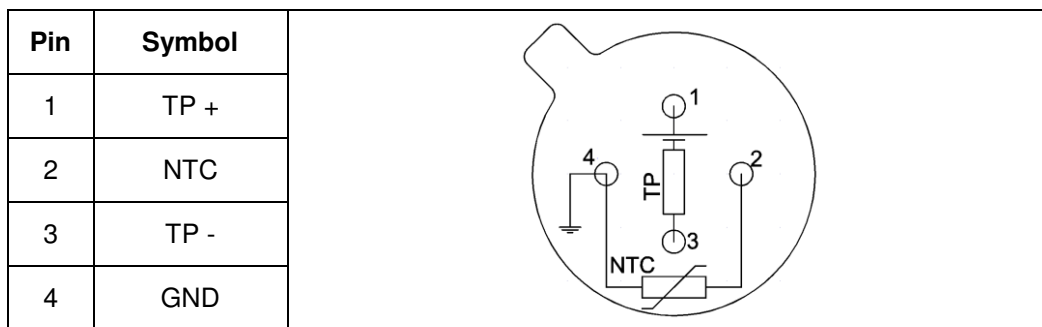 Pin Symbol
1 TP +
2 NTC
3 TP -
4 GND
1
4 2
TP
3
NTC